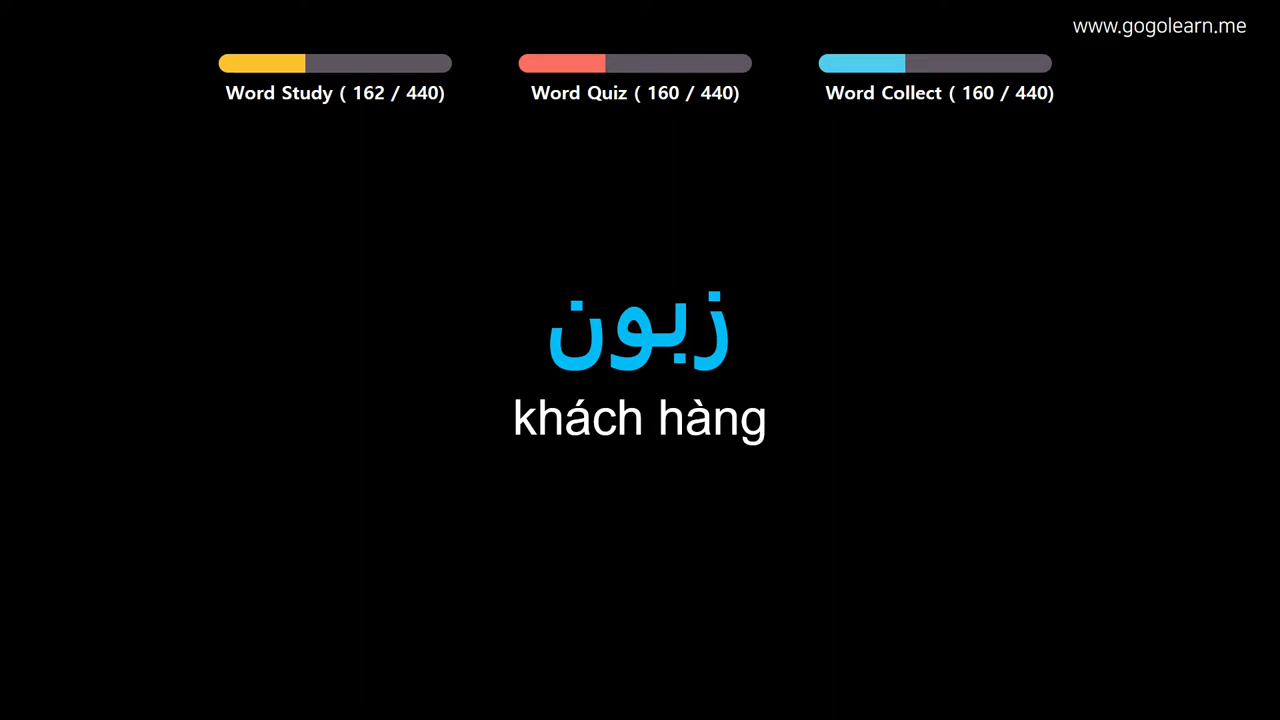 www.gogolearn.me
Word Study ( 162 / 440)
Word Quiz ( 160 / 440)
Word Collect ( 160 / 440)
زبون
khách hàng